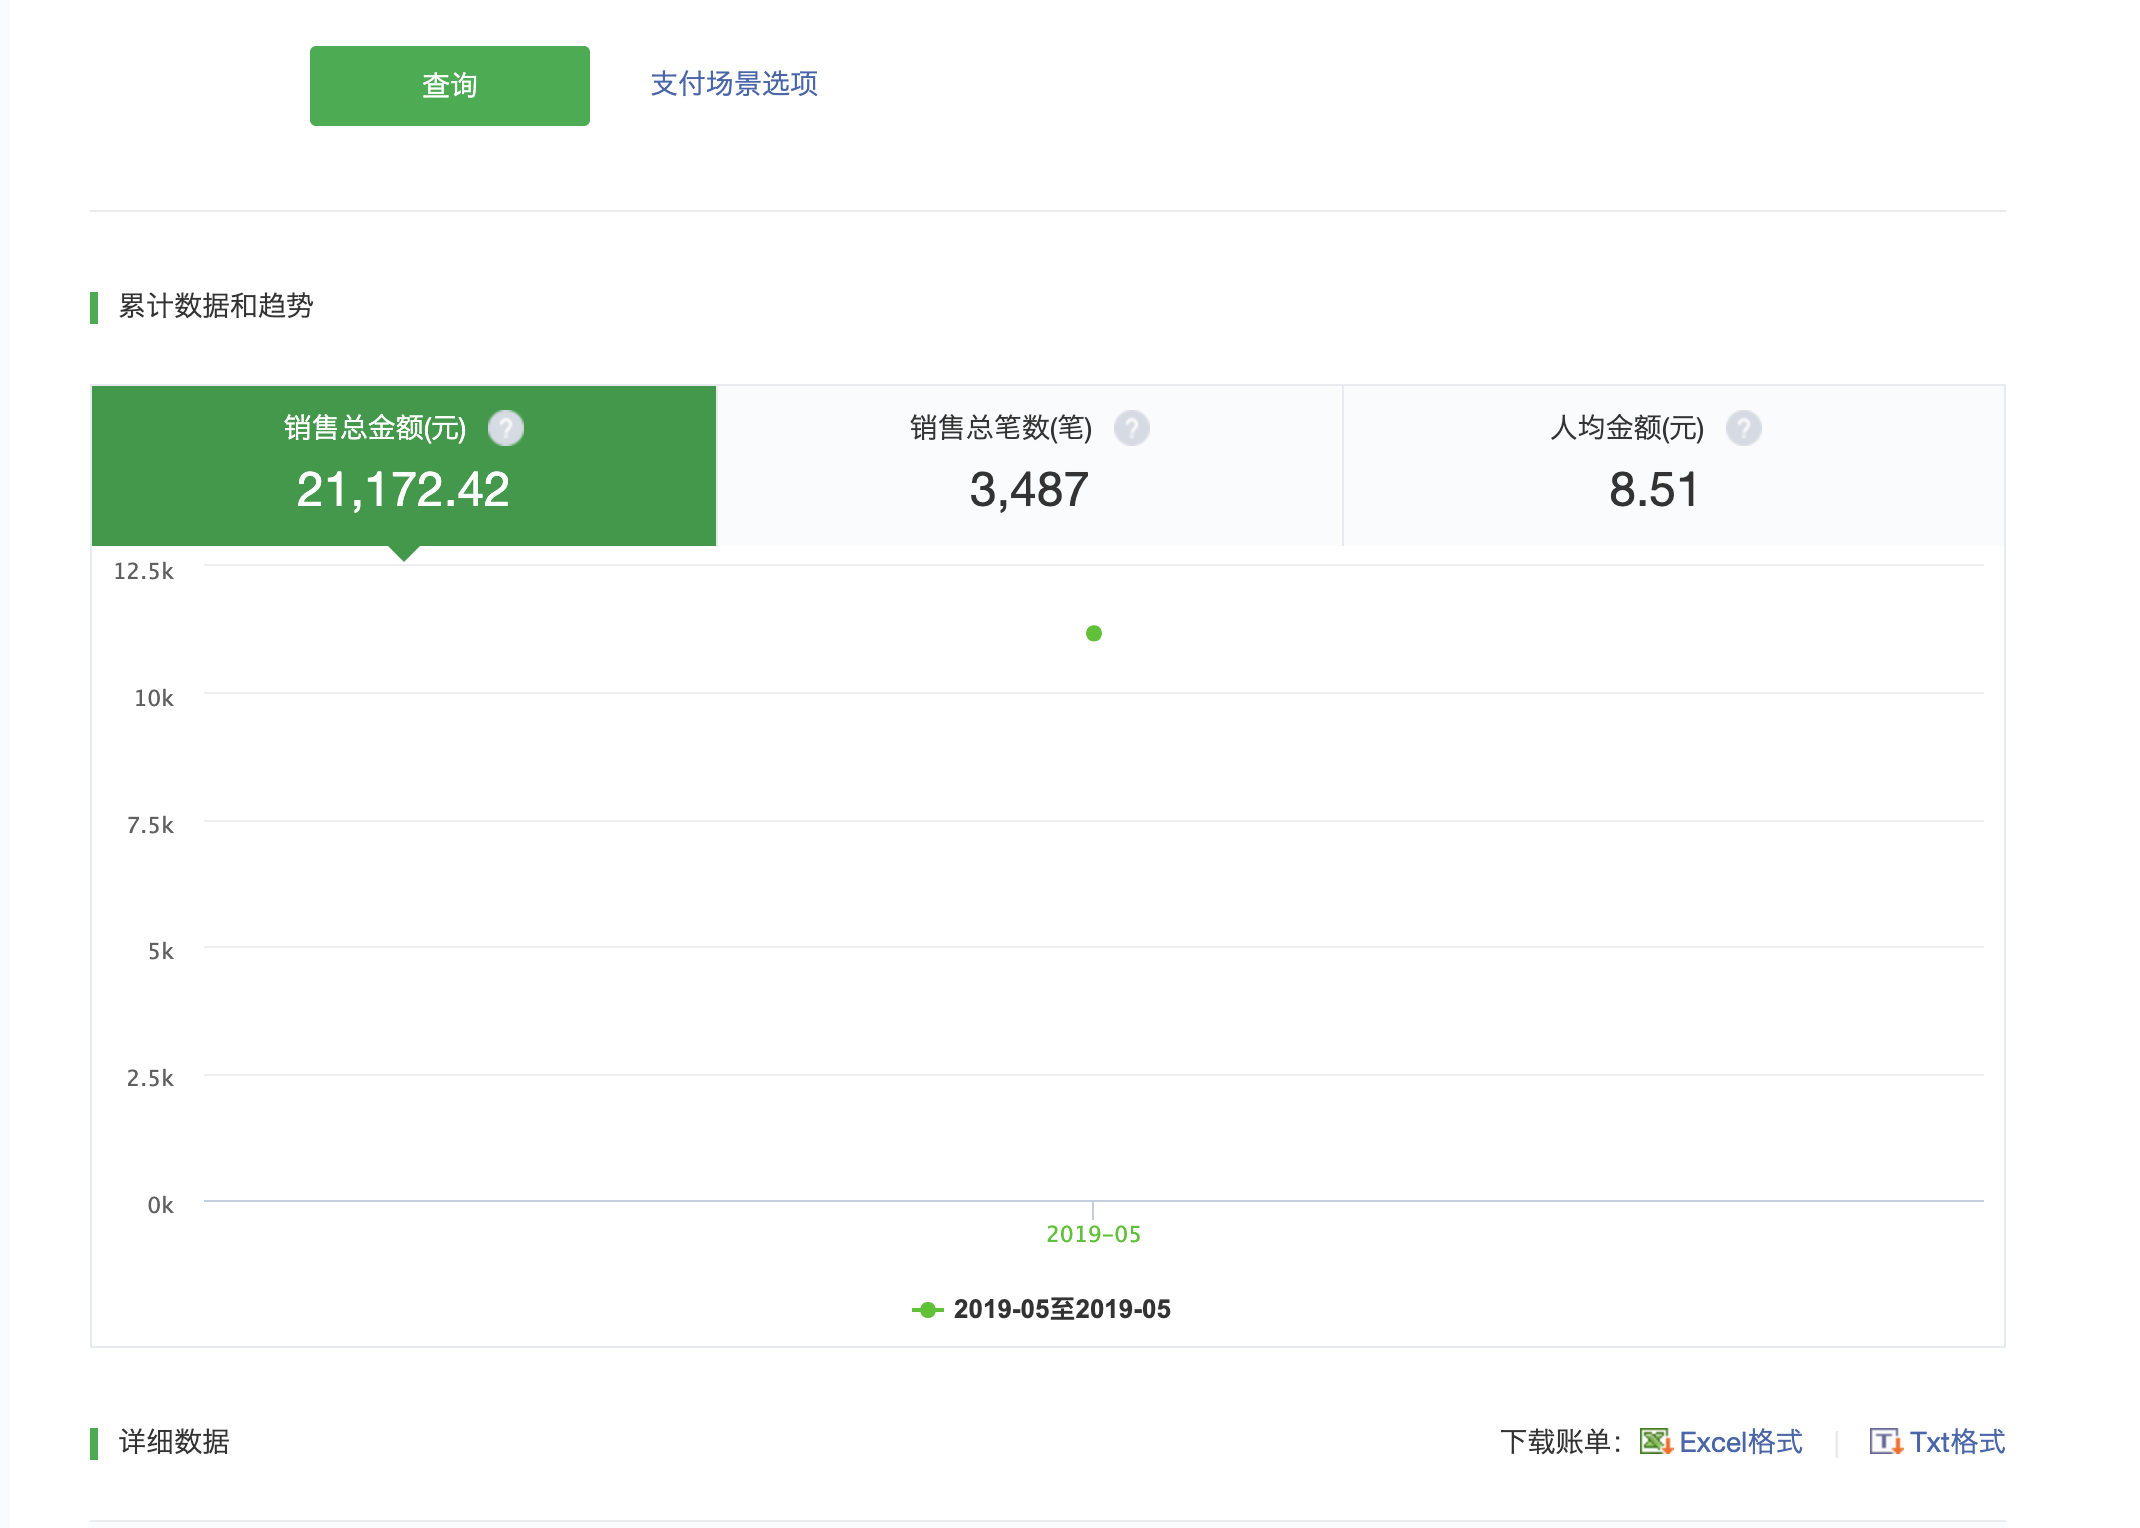 查询 支付场景选项
累计数据和趋势
销售总金额(元) ? 销售总笔数(笔) ? 人均金额(元) ?
21,172.42 3,487 8.51
12.5k
10k
7.5k
5k
2.5k
0k
2019-05
2019-05至2019-05
详细数据 下载账单： Excel格式 | Txt格式